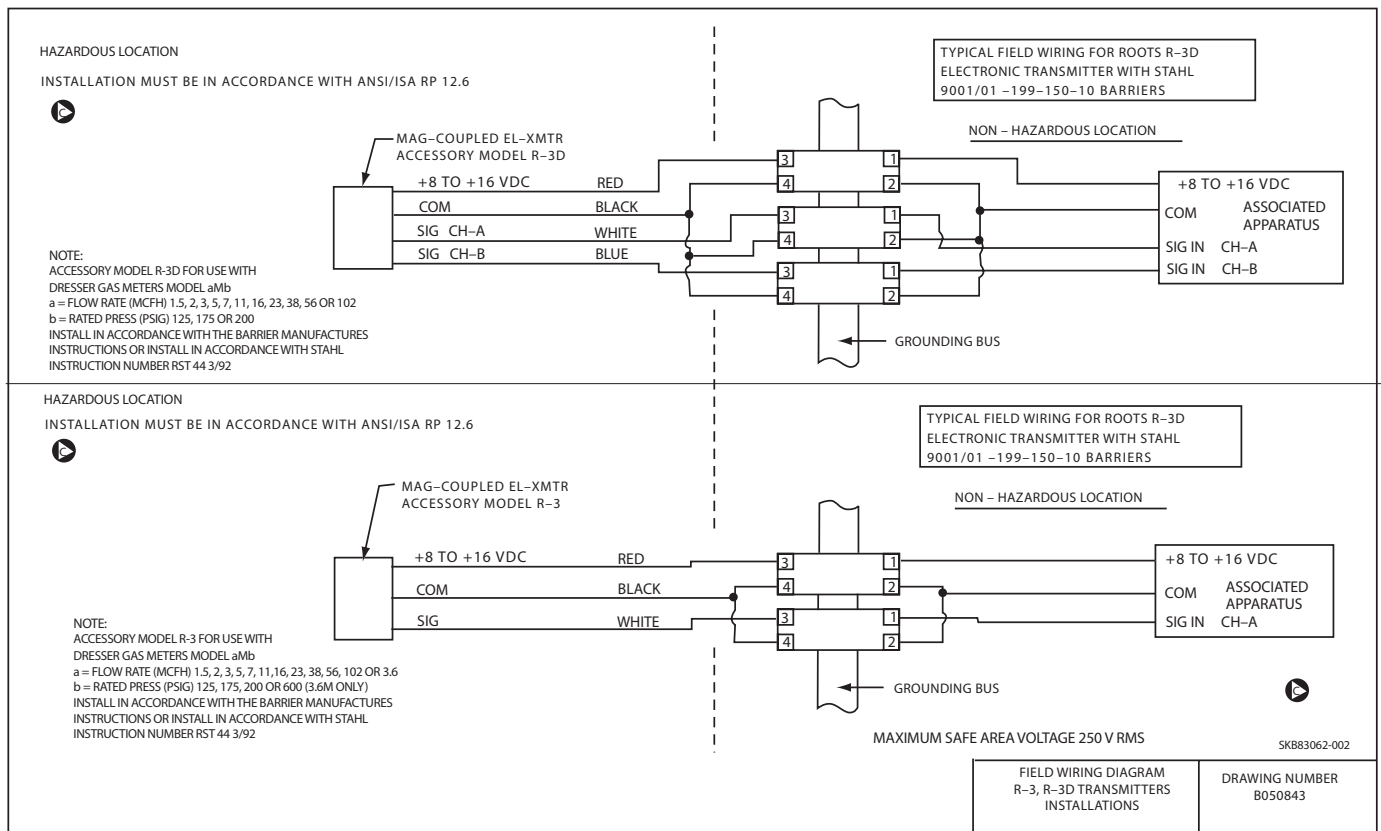 HAZARDOUS LOCATION
INSTALLATION MUST BE IN ACCORDANCE WITH ANSI/ISA RP 12.6
C
TYPICAL FIELD WIRING FOR ROOTS R–3D
ELECTRONIC TRANSMITTER WITH STAHL
9001/01 –199–150–10 BARRIERS
NON – HAZARDOUS LOCATION
MAG–COUPLED EL–XMTR
ACCESSORY MODEL R–3D
+8 TO +16 VDC RED
COM BLACK
SIG CH–A WHITE
SIG CH–B BLUE
3 1
4 2
3 1
4 2
3 1
4 2
+8 TO +16 VDC
COM
ASSOCIATED
APPARATUS
SIG IN CH–A
SIG IN CH–B
GROUNDING BUS
NOTE:
ACCESSORY MODEL R-3D FOR USE WITH
DRESSER GAS METERS MODEL aMb
a = FLOW RATE (MCFH) 1.5, 2, 3, 5, 7, 11, 16, 23, 38, 56 OR 102
b = RATED PRESS (PSIG) 125, 175 OR 200
INSTALL IN ACCORDANCE WITH THE BARRIER MANUFACTURES
INSTRUCTIONS OR INSTALL IN ACCORDANCE WITH STAHL
INSTRUCTION NUMBER RST 44 3/92
HAZARDOUS LOCATION
INSTALLATION MUST BE IN ACCORDANCE WITH ANSI/ISA RP 12.6
C
TYPICAL FIELD WIRING FOR ROOTS R–3D
ELECTRONIC TRANSMITTER WITH STAHL
9001/01 –199–150–10 BARRIERS
NON – HAZARDOUS LOCATION
MAG–COUPLED EL–XMTR
ACCESSORY MODEL R–3
+8 TO +16 VDC RED
COM BLACK
SIG WHITE
3 1
4 2
3 1
4 2
+8 TO +16 VDC
COM
ASSOCIATED
APPARATUS
SIG IN CH–A
GROUNDING BUS
NOTE:
ACCESSORY MODEL R-3 FOR USE WITH
DRESSER GAS METERS MODEL aMb
a = FLOW RATE (MCFH) 1.5, 2, 3, 5, 7, 11,16, 23, 38, 56, 102 OR 3.6
b = RATED PRESS (PSIG) 125, 175, 200 OR 600 (3.6M ONLY)
INSTALL IN ACCORDANCE WITH THE BARRIER MANUFACTURES
INSTRUCTIONS OR INSTALL IN ACCORDANCE WITH STAHL
INSTRUCTION NUMBER RST 44 3/92
C
MAXIMUM SAFE AREA VOLTAGE 250 V RMS
SKB83062-002
FIELD WIRING DIAGRAM
R–3, R–3D TRANSMITTERS
INSTALLATIONS
DRAWING NUMBER
B050843